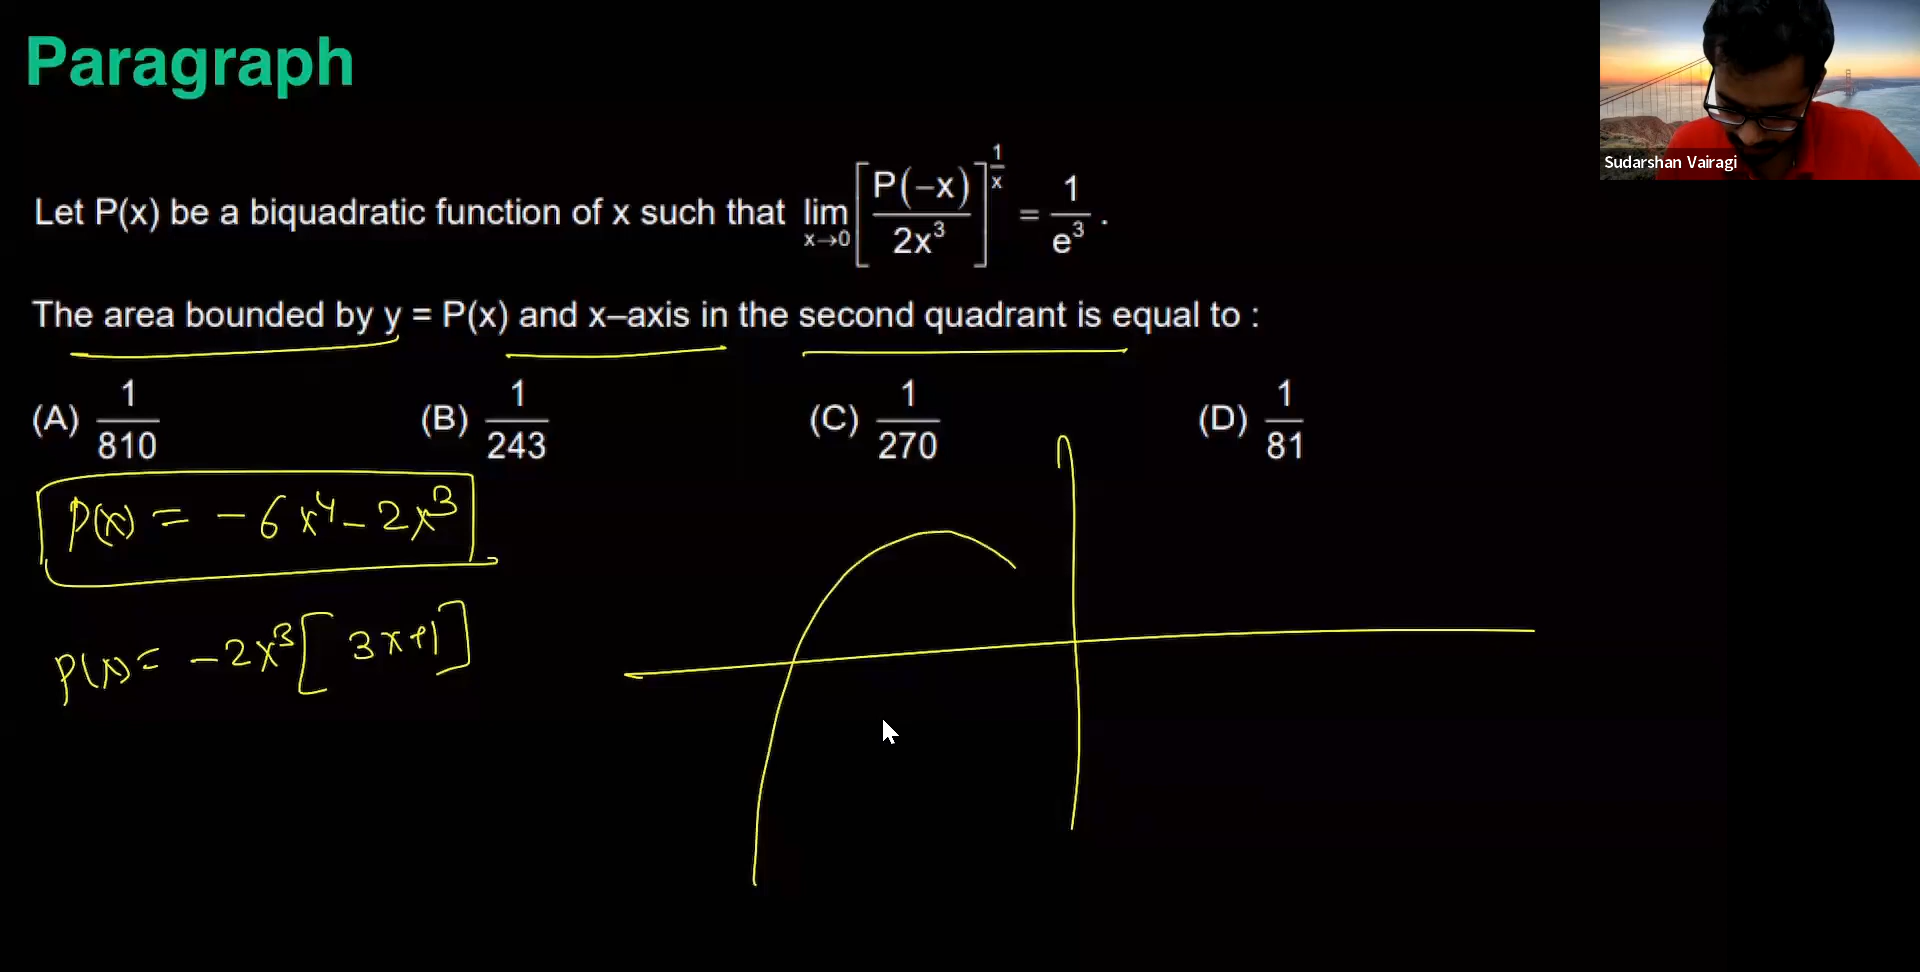 Paragraph
Sudarshan Vairagi
Let P(x) be a biquadratic function of x such that lim x→0 [P(−x)/2x³]^(1/x) = 1/e³ .
The area bounded by y = P(x) and x–axis in the second quadrant is equal to :
(A) 1/810 (B) 1/243 (C) 1/270 (D) 1/81
P(x) = −6x⁴−2x³
P(x) = −2x³[3x+1]